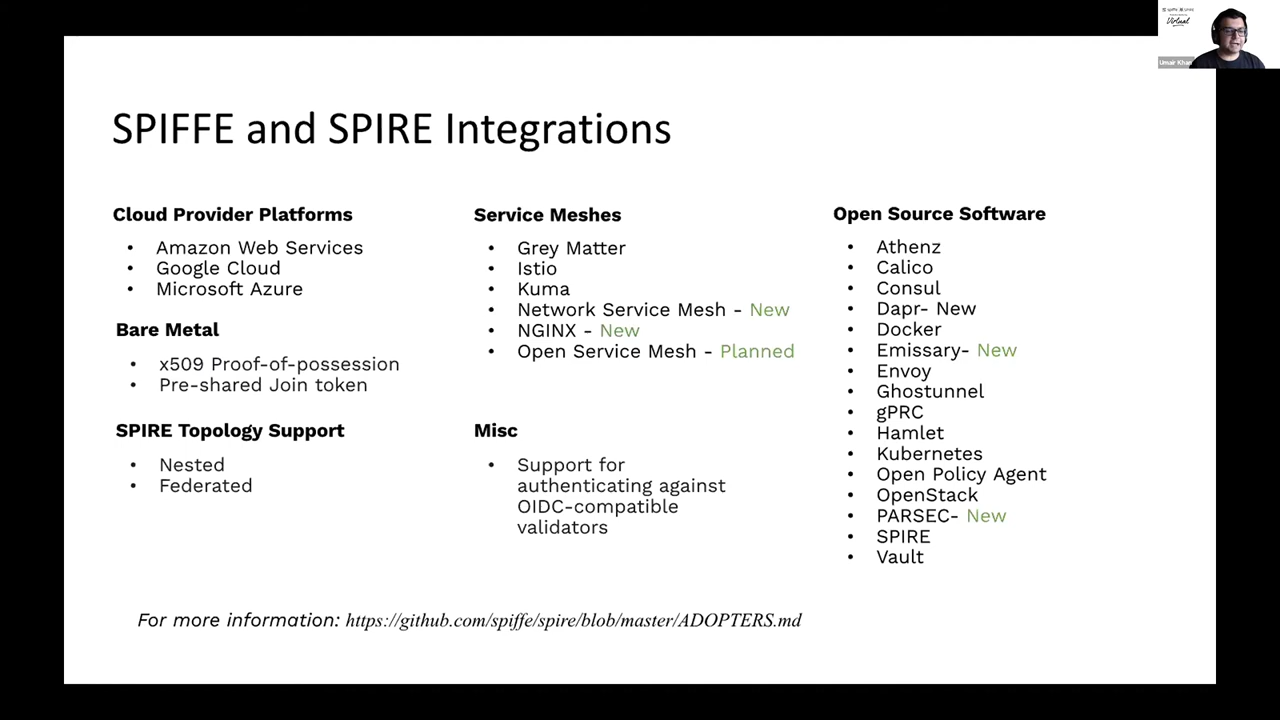 SPIFFE and SPIRE Integrations
Cloud Provider Platforms
• Amazon Web Services
• Google Cloud
• Microsoft Azure
Bare Metal
• x509 Proof-of-possession
• Pre-shared Join token
SPIRE Topology Support
• Nested
• Federated
Service Meshes
• Grey Matter
• Istio
• Kuma
• Network Service Mesh - New
• NGINX - New
• Open Service Mesh - Planned
Misc
• Support for
authenticating against
OIDC-compatible
validators
Open Source Software
• Athenz
• Calico
• Consul
• Dapr- New
• Docker
• Emissary- New
• Envoy
• Ghostunnel
• gPRC
• Hamlet
• Kubernetes
• Open Policy Agent
• OpenStack
• PARSEC- New
• SPIRE
• Vault
For more information: https://github.com/spiffe/spire/blob/master/ADOPTERS.md
Virtual
Umair Khan